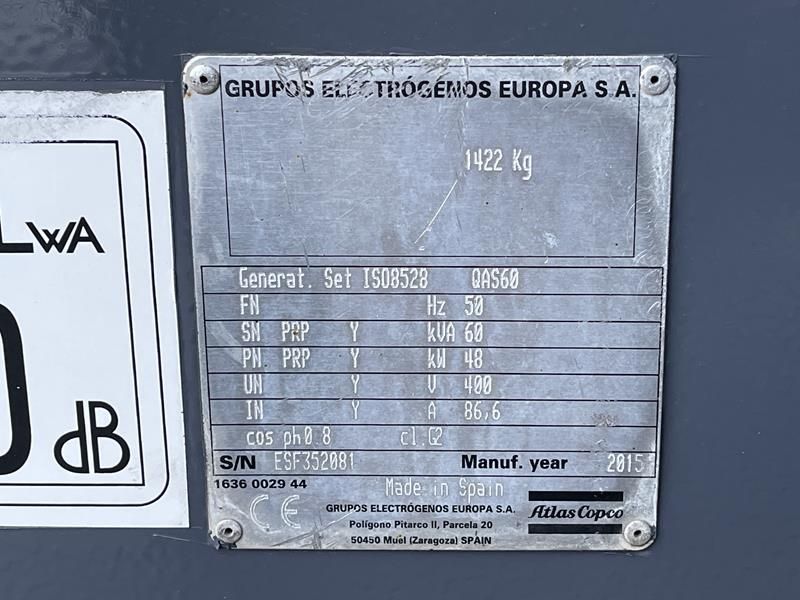 LWA
dB
GRUPOS ELECTRÓGENOS EUROPA S.A.
1422 Kg
Generat. Set ISO8528 QAS60
FN Hz 50
SN PRP Y kVA 60
PN PRP Y kW 48
UN Y V 400
IN Y A 86,6
cos ph0.8 cl.G2
S/N ESF352081 Manuf. year 2015
1636 0029 44
Made in Spain
CE
GRUPOS ELECTRÓGENOS EUROPA S.A.
Polígono Pitarco II, Parcela 20
50450 Muel (Zaragoza) SPAIN
Atlas Copco